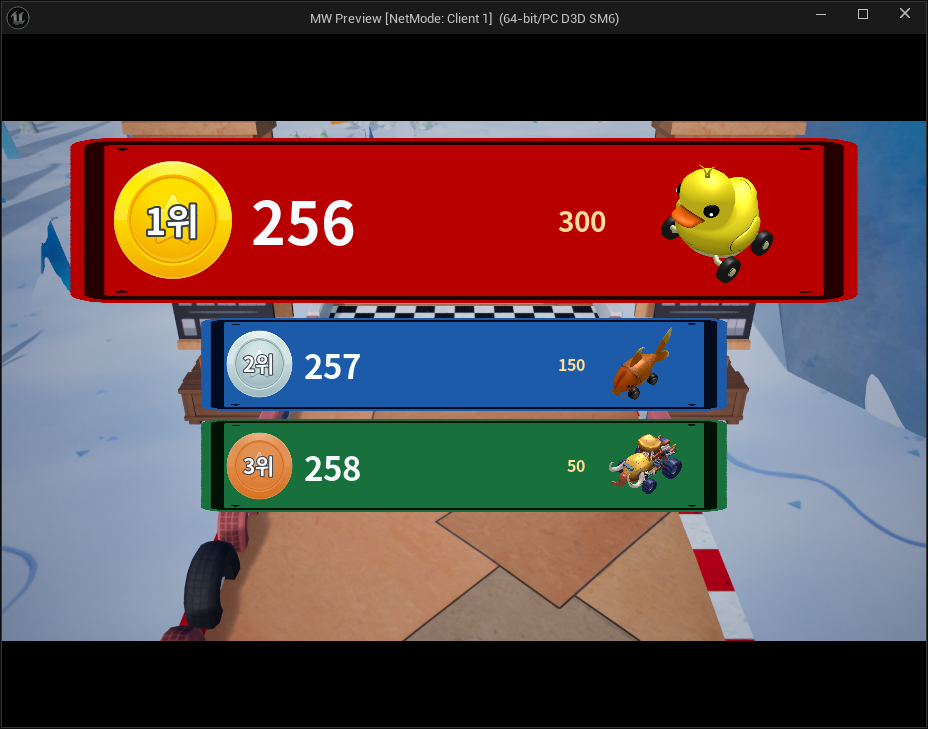 MW Preview [NetMode: Client 1] (64-bit/PC D3D SM6)
1위 256 300
2위 257 150
3위 258 50